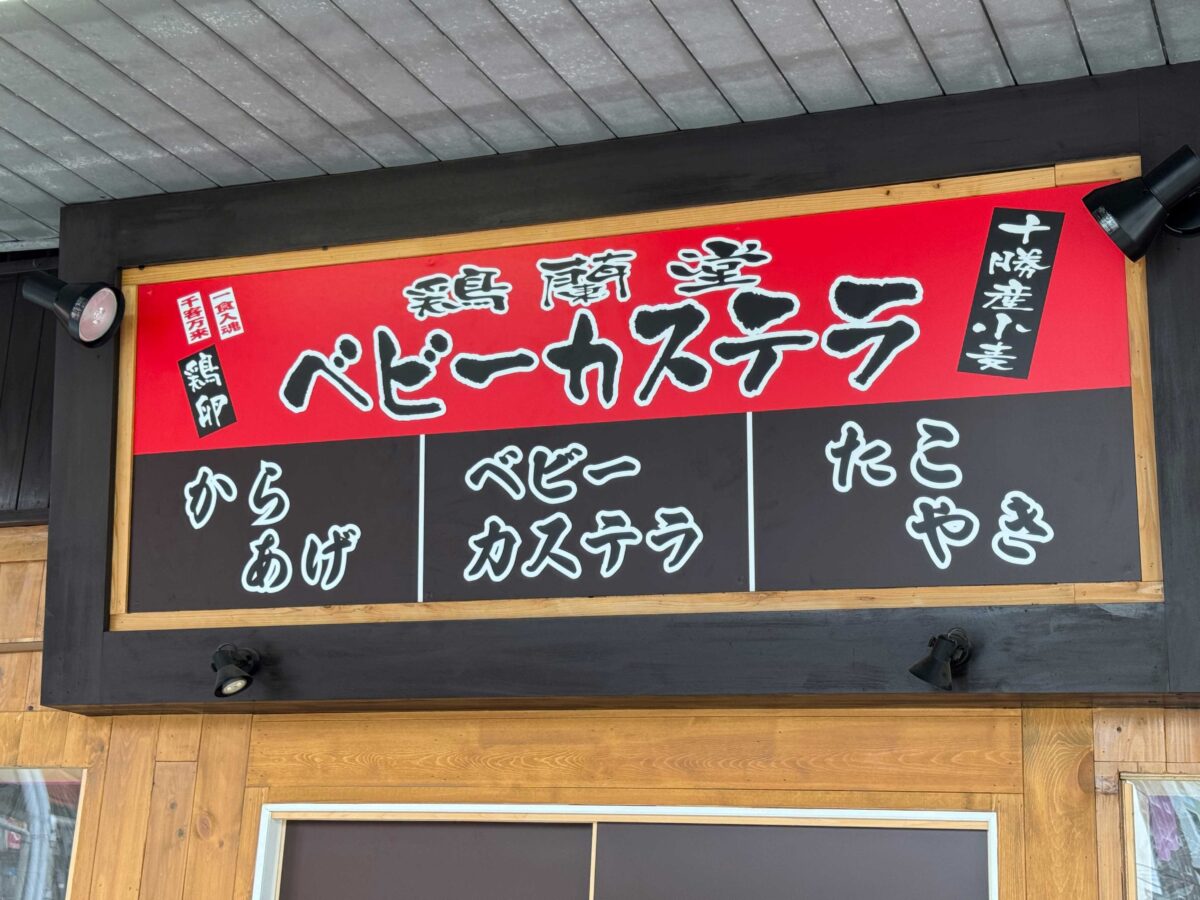 鶏蘭堂
ベビーカステラ
一食入魂
千客万来
鶏卵
十勝産小麦
から
あげ
ベビー
カステラ
たこ
やき